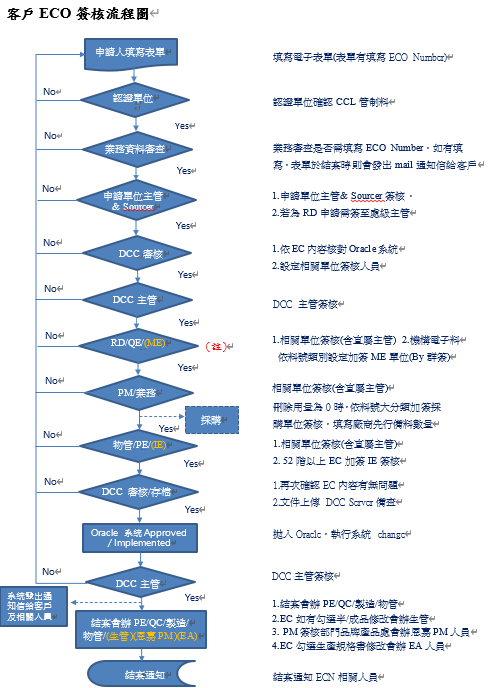 客戶 ECO 簽核流程圖
申請人填寫表單
填寫電子表單(表單有填寫 ECO Number)
No
認證單位
認證單位確認 CCL 管制料
Yes
No
業務資料審查
業務審查是否需填寫 ECO Number，如有填
寫，表單於結案時則會發出 mail 通知信給客戶
Yes
No
申請單位主管
& Sourcer
1.申請單位主管& Sourcer 簽核。
2.若為 RD 申請需簽至處級主管
Yes
No
DCC 審核
1.依 EC 內容核對 Oracle 系統
2.設定相關單位簽核人員
Yes
No
DCC 主管
DCC 主管簽核
Yes
No
RD/QE/(ME)
(註)
1.相關單位簽核(含直屬主管) 2.機構電子料
依料號類別設定加簽 ME 單位(By 群簽)
Yes
No
PM/業務
相關單位簽核(含直屬主管)
刪除用量為 0 時，依料號大分類加簽採
購單位簽核，填寫廠商先行備料數量
採購
Yes
No
物管/PE/(IE)
1.相關單位簽核(含直屬主管)
2. 52 階以上 EC 加簽 IE 簽核
Yes
No
DCC 審核/存檔
1.再次確認 EC 內容有無問題
2.文件上傳 DCC Server 備查
Yes
Oracle 系統 Approved
/ Implemented
拋入 Oracle，執行系統 change
No
DCC 主管
DCC 主管簽核
系統發出通
知信給客戶
及相關人員
Yes
結案會辦 PE/QC/製造/
物管/(生管)(恩嘉 PM)(EA)
1.結案會辦 PE/QC/製造/物管
2.EC 如有勾選半/成品修改會辦生管
3. PM 簽核部門品牌產品處會辦恩嘉 PM 人員
4.EC 勾選生產規格書修改會辦 EA 人員
結案通知
結案通知 ECN 相關人員